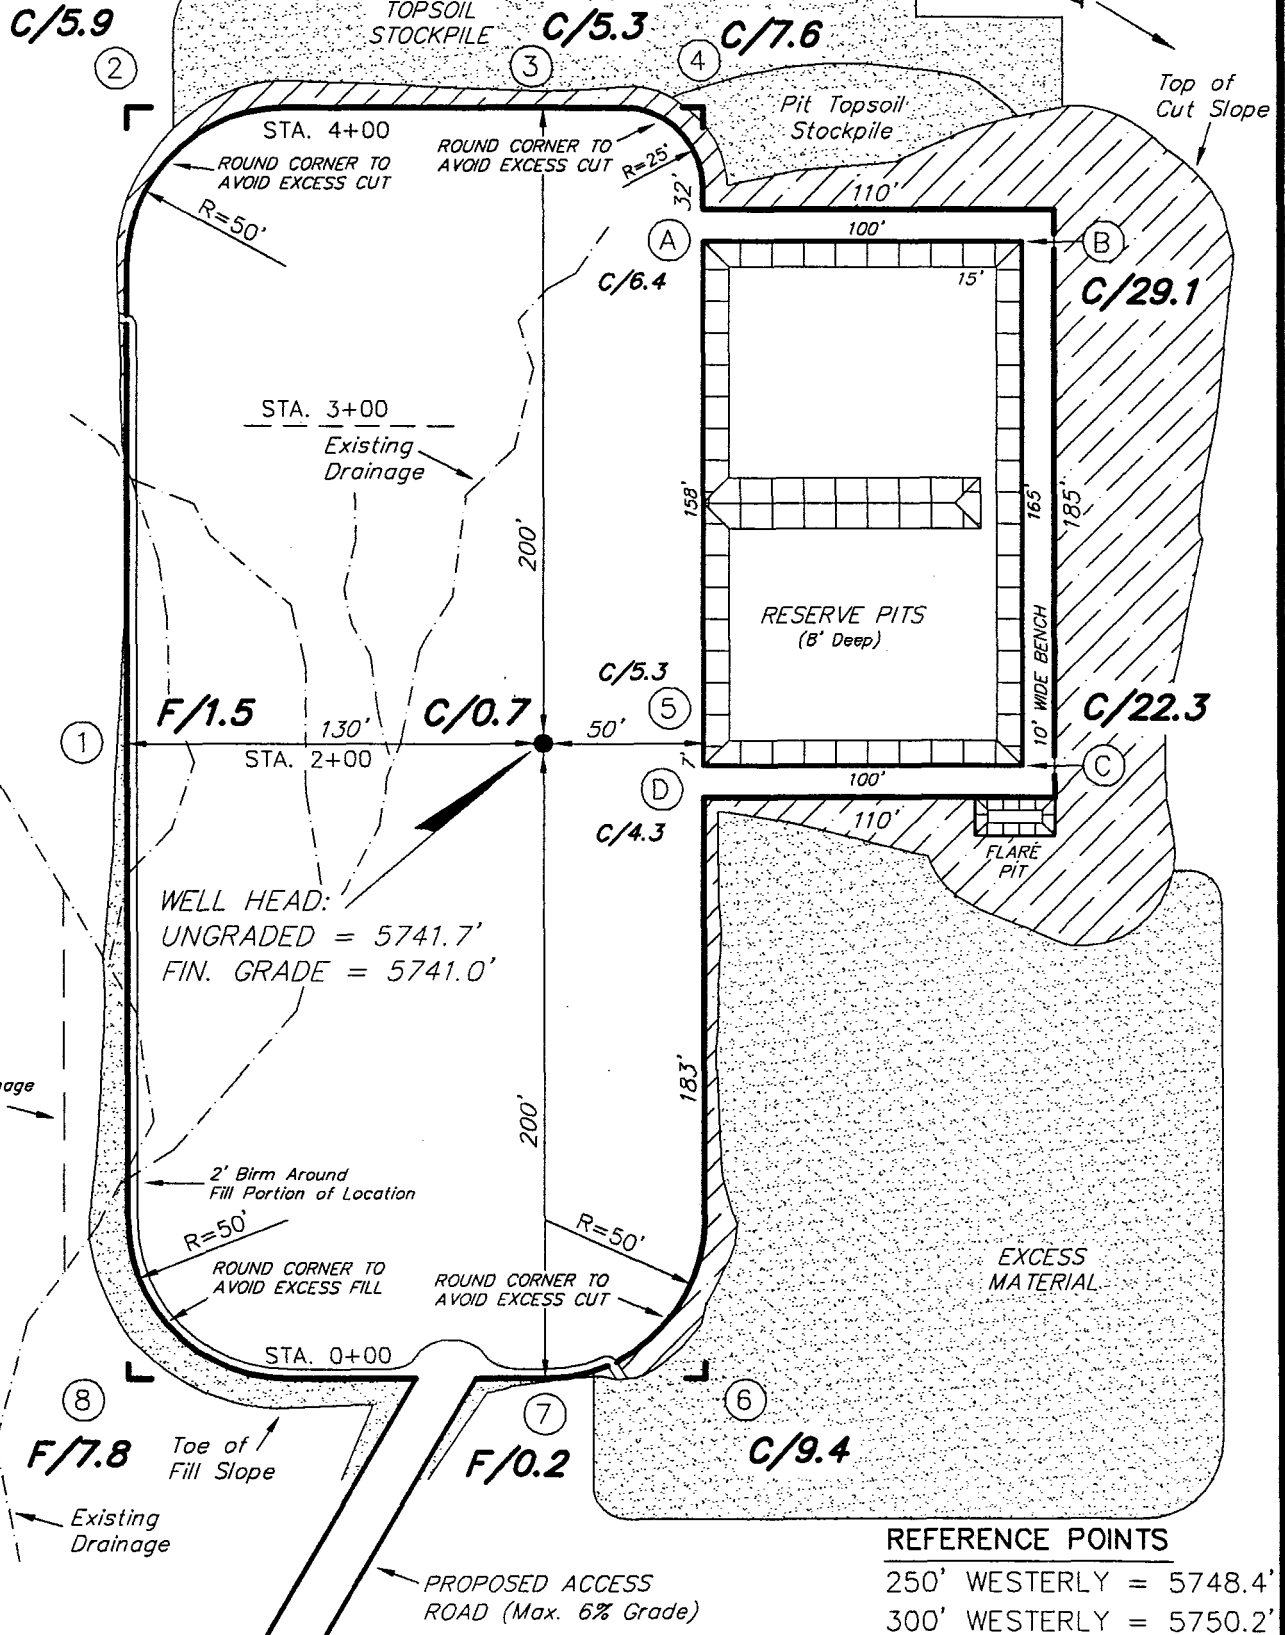 C/5.9
TOPSOIL
STOCKPILE
C/5.3
C/7.6
2
3
4
Top of
Cut Slope
Pit Topsoil
Stockpile
STA. 4+00
ROUND CORNER TO
AVOID EXCESS CUT
ROUND CORNER TO
AVOID EXCESS CUT
R=25'
R=50'
32'
110'
100'
A
B
C/6.4
15'
C/29.1
STA. 3+00
Existing
Drainage
200'
158'
165'
185'
RESERVE PITS
(8' Deep)
10' WIDE BENCH
C/5.3
5
F/1.5
C/0.7
C/22.3
1
130'
50'
STA. 2+00
7'
C
D
100'
C/4.3
110'
FLARE
PIT
WELL HEAD:
UNGRADED = 5741.7'
FIN. GRADE = 5741.0'
183'
200'
2' Birm Around
Fill Portion of Location
R=50'
R=50'
ROUND CORNER TO
AVOID EXCESS FILL
ROUND CORNER TO
AVOID EXCESS CUT
EXCESS
MATERIAL
STA. 0+00
8
7
6
F/7.8
Toe of
Fill Slope
F/0.2
C/9.4
Existing
Drainage
REFERENCE POINTS
PROPOSED ACCESS
ROAD (Max. 6% Grade)
250' WESTERLY = 5748.4'
300' WESTERLY = 5750.2'